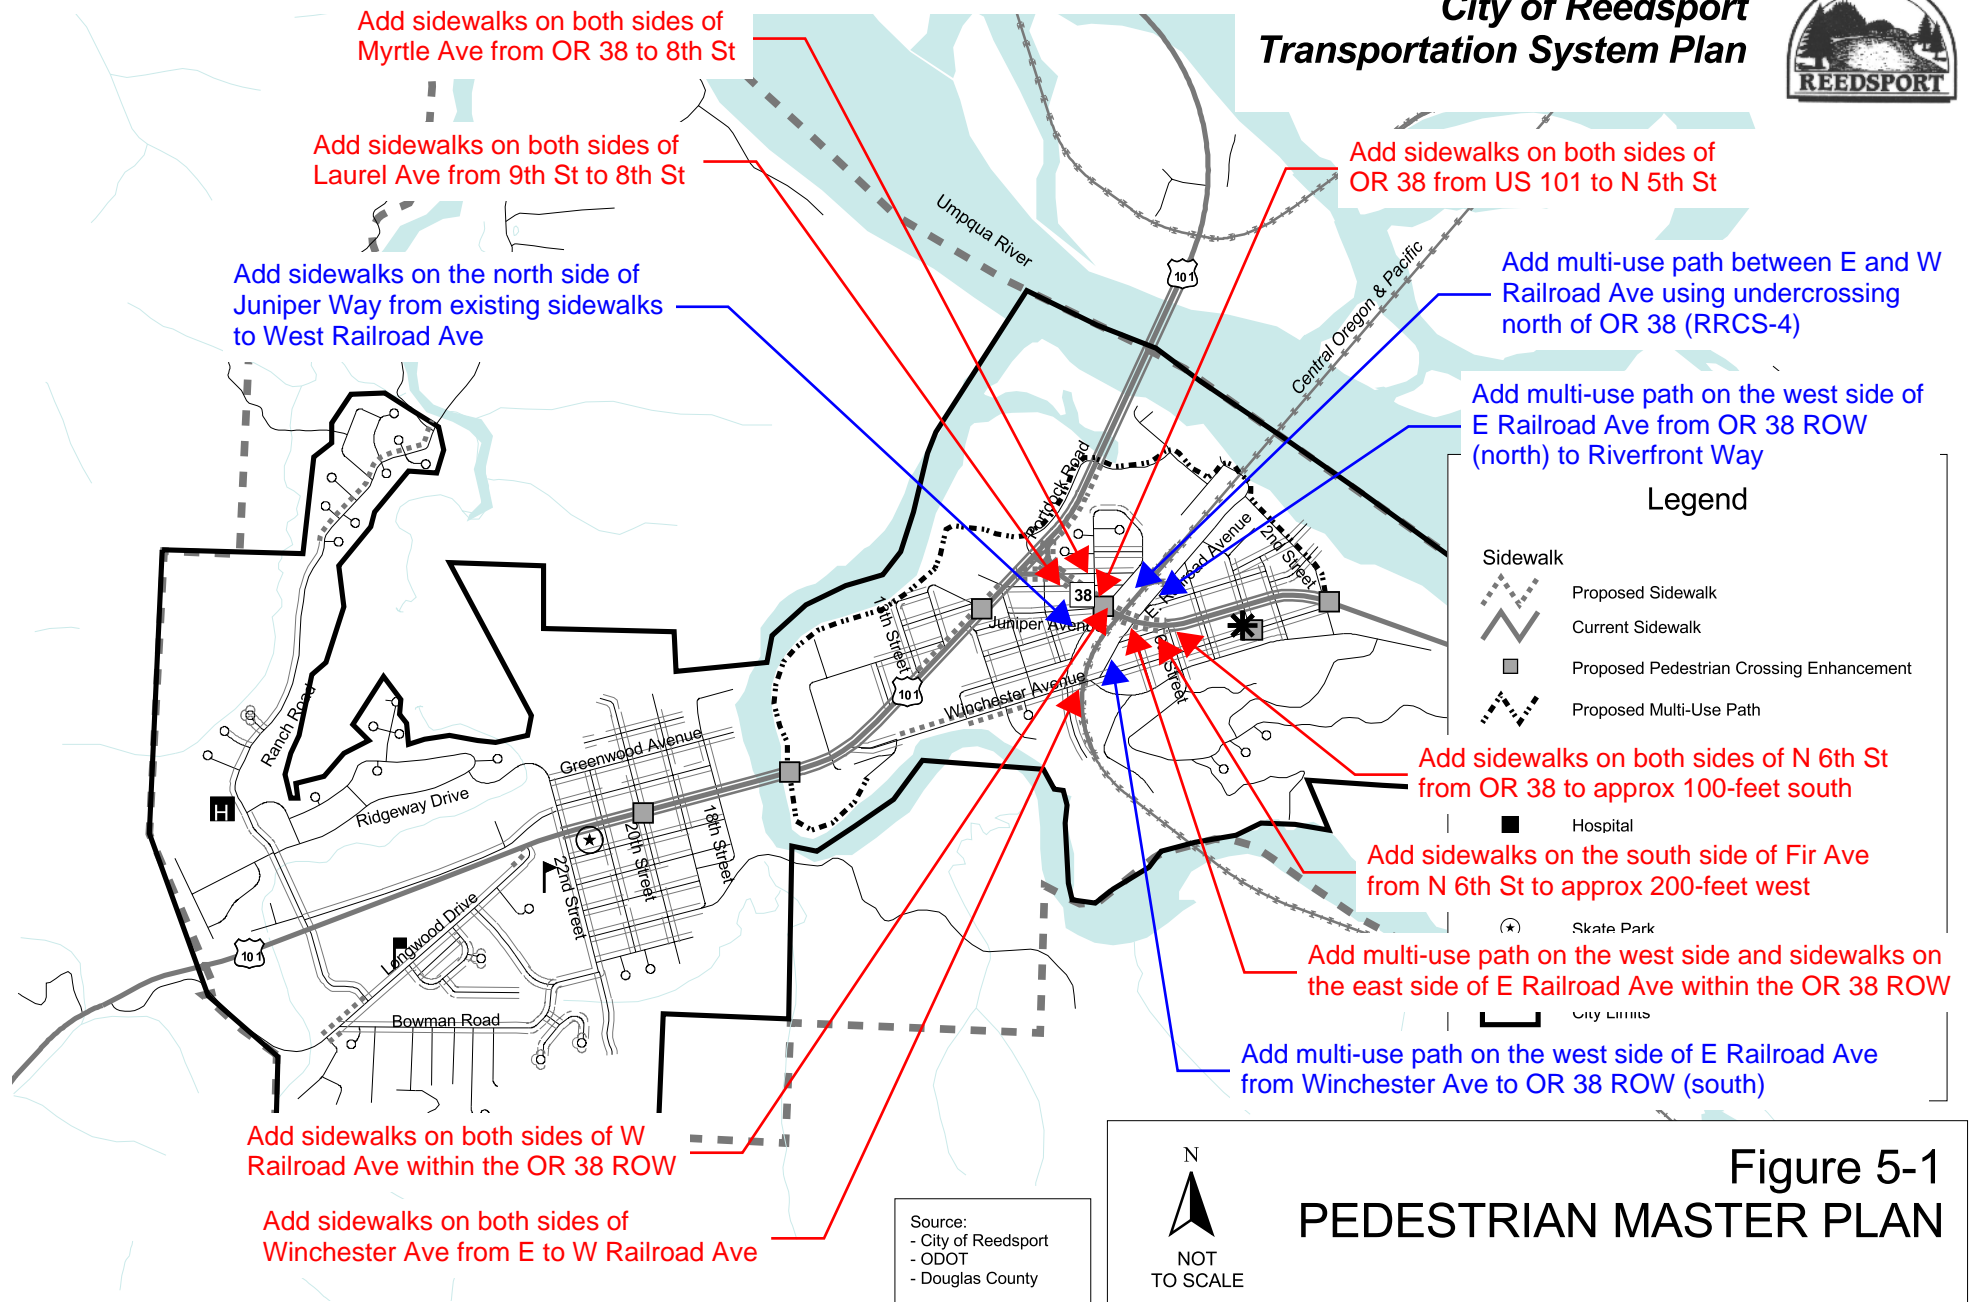 City of Reedsport
Transportation System Plan
REEDSPORT
Add sidewalks on both sides of
Myrtle Ave from OR 38 to 8th St
Add sidewalks on both sides of
Laurel Ave from 9th St to 8th St
Add sidewalks on the north side of
Juniper Way from existing sidewalks
to West Railroad Ave
Add sidewalks on both sides of
OR 38 from US 101 to N 5th St
Add multi-use path between E and W
Railroad Ave using undercrossing
north of OR 38 (RRCS-4)
Add multi-use path on the west side of
E Railroad Ave from OR 38 ROW
(north) to Riverfront Way
Umpqua River
101
Central Oregon & Pacific
Portdock Road
E. Railroad Avenue
2nd Street
38
Juniper Avenue
13th Street
101
Winchester Avenue
Street
Ranch Road
Greenwood Avenue
Ridgeway Drive
H
18th Street
20th Street
22nd Street
Longwood Drive
101
Bowman Road
Legend
Sidewalk
Proposed Sidewalk
Current Sidewalk
Proposed Pedestrian Crossing Enhancement
Proposed Multi-Use Path
Add sidewalks on both sides of N 6th St
from OR 38 to approx 100-feet south
Hospital
Add sidewalks on the south side of Fir Ave
from N 6th St to approx 200-feet west
Skate Park
Add multi-use path on the west side and sidewalks on
the east side of E Railroad Ave within the OR 38 ROW
City Limits
Add multi-use path on the west side of E Railroad Ave
from Winchester Ave to OR 38 ROW (south)
Add sidewalks on both sides of W
Railroad Ave within the OR 38 ROW
Add sidewalks on both sides of
Winchester Ave from E to W Railroad Ave
Source:
- City of Reedsport
- ODOT
- Douglas County
N
NOT
TO SCALE
Figure 5-1
PEDESTRIAN MASTER PLAN